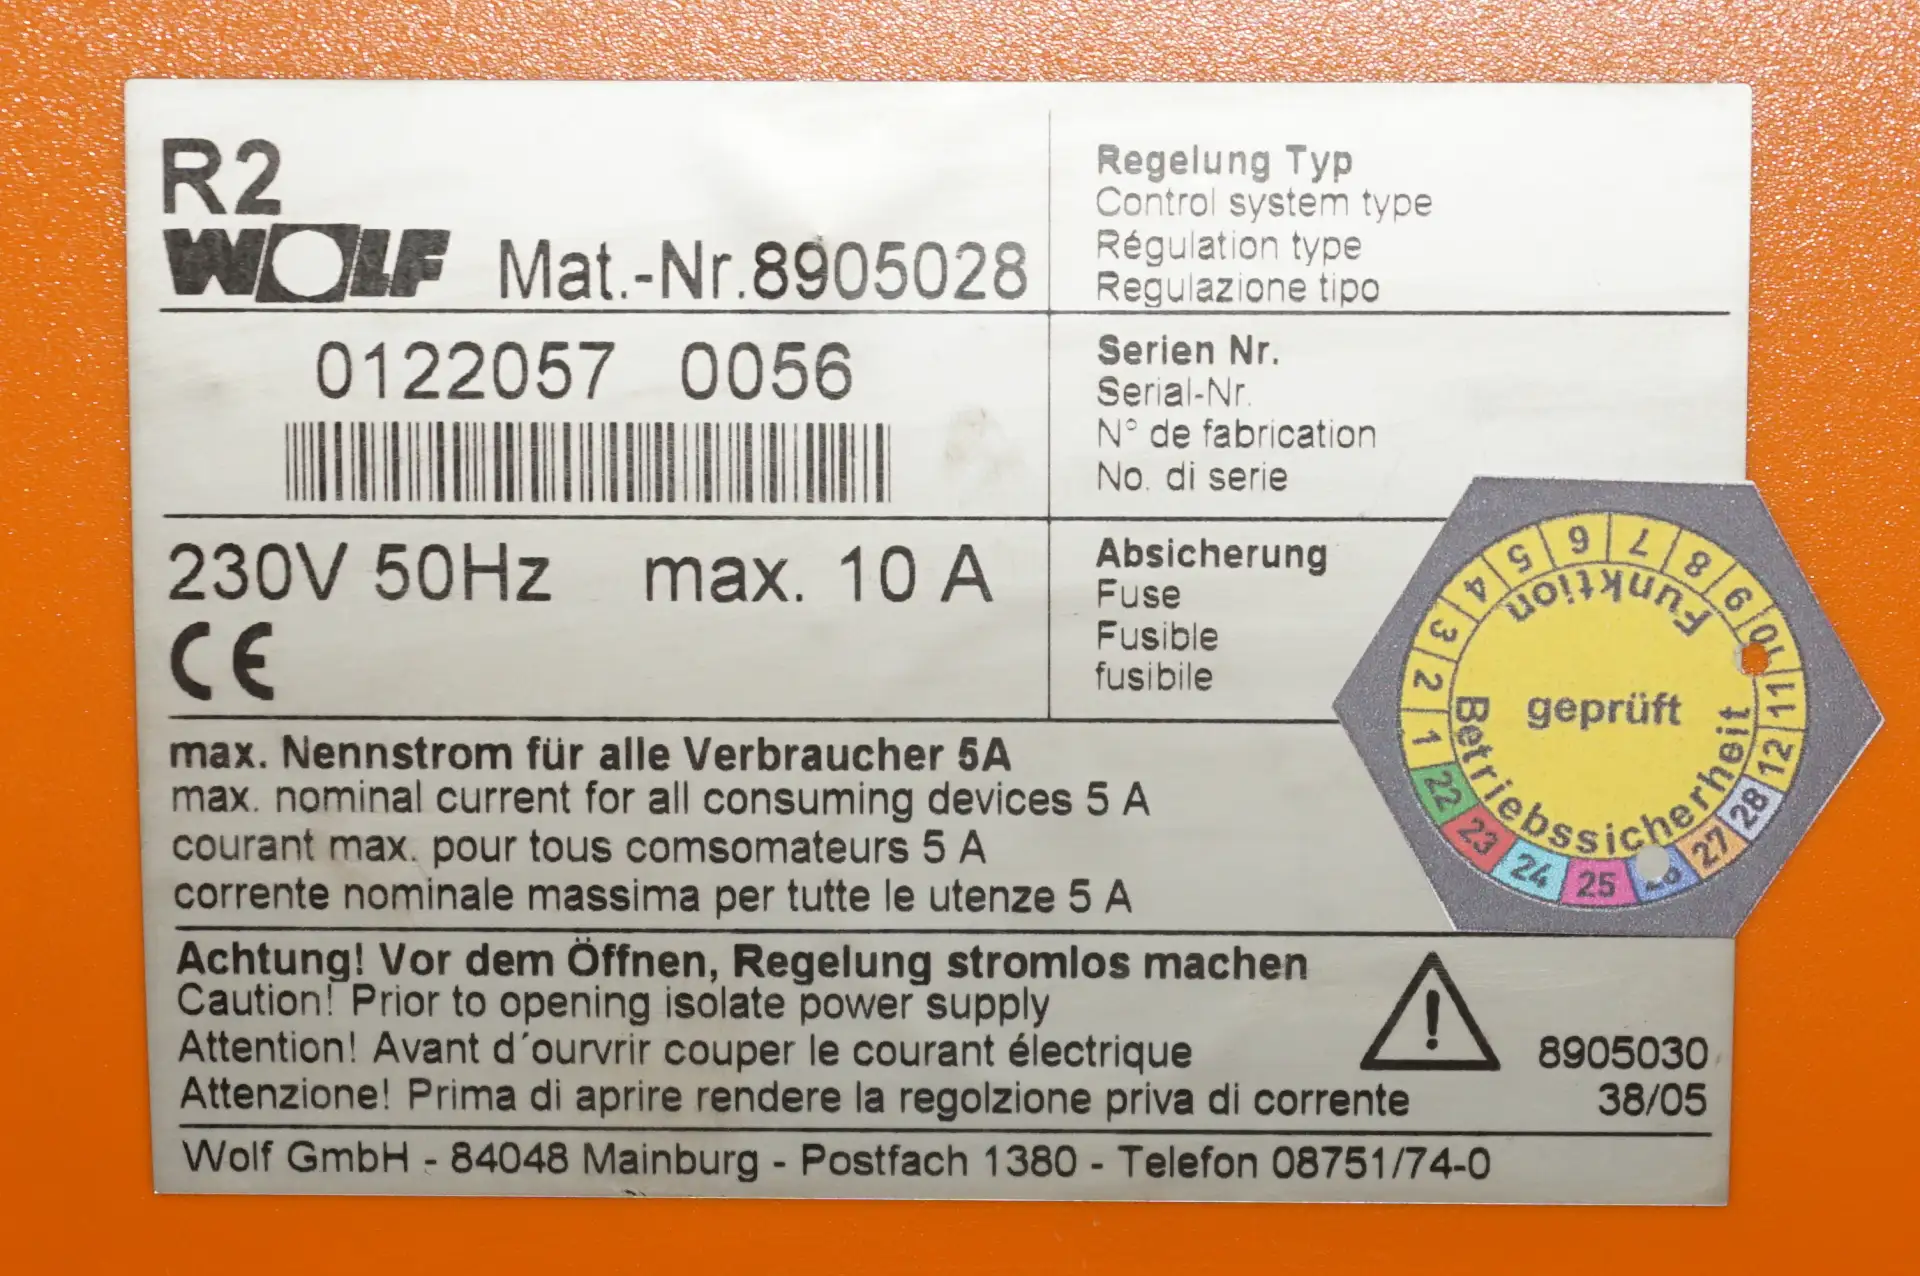 R2
WOLF Mat.-Nr.8905028
Regelung Typ
Control system type
Régulation type
Regulazione tipo
0122057 0056
Serien Nr.
Serial-Nr.
N° de fabrication
No. di serie
230V 50Hz max. 10 A
CE
Absicherung
Fuse
Fusible
fusibile
max. Nennstrom für alle Verbraucher 5A
max. nominal current for all consuming devices 5 A
courant max. pour tous comsomateurs 5 A
corrente nominale massima per tutte le utenze 5 A
1 2 3 4 5 6 7 8 9 10 11 12
Funktion
geprüft
Betriebssicherheit
22 23 24 25 27 28
Achtung! Vor dem Öffnen, Regelung stromlos machen
Caution! Prior to opening isolate power supply
Attention! Avant d´ourvrir couper le courant électrique
Attenzione! Prima di aprire rendere la regolzione priva di corrente
!
8905030
38/05
Wolf GmbH - 84048 Mainburg - Postfach 1380 - Telefon 08751/74-0